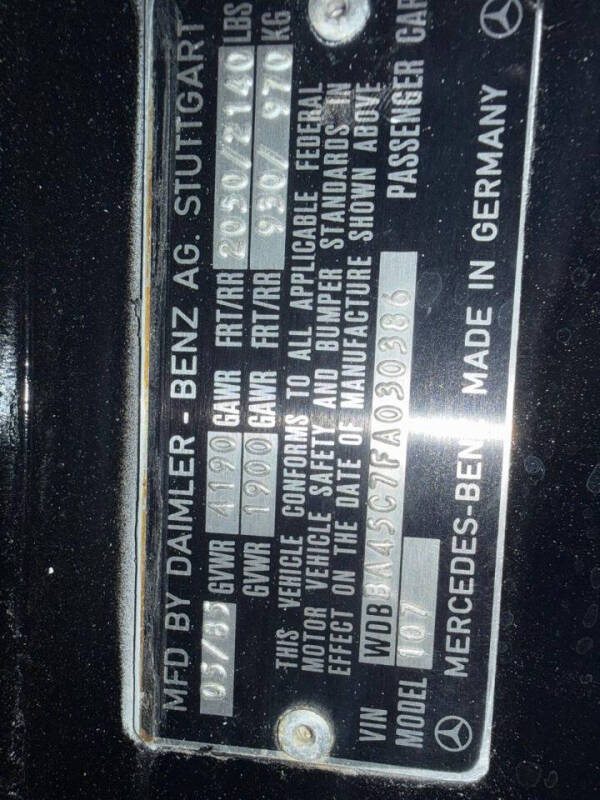 MFD BY DAIMLER - BENZ AG. STUTTGART
05/85 GVWR 4190 GAWR FRT/RR 2050/2140 LBS
GVWR 1900 GAWR FRT/RR 930/ 970 KG
THIS VEHICLE CONFORMS TO ALL APPLICABLE FEDERAL
MOTOR VEHICLE SAFETY AND BUMPER STANDARDS IN
EFFECT ON THE DATE OF MANUFACTURE SHOWN ABOVE
VIN WDBBA45C7FA030386
MODEL 107 PASSENGER CAR
MERCEDES-BENZ MADE IN GERMANY